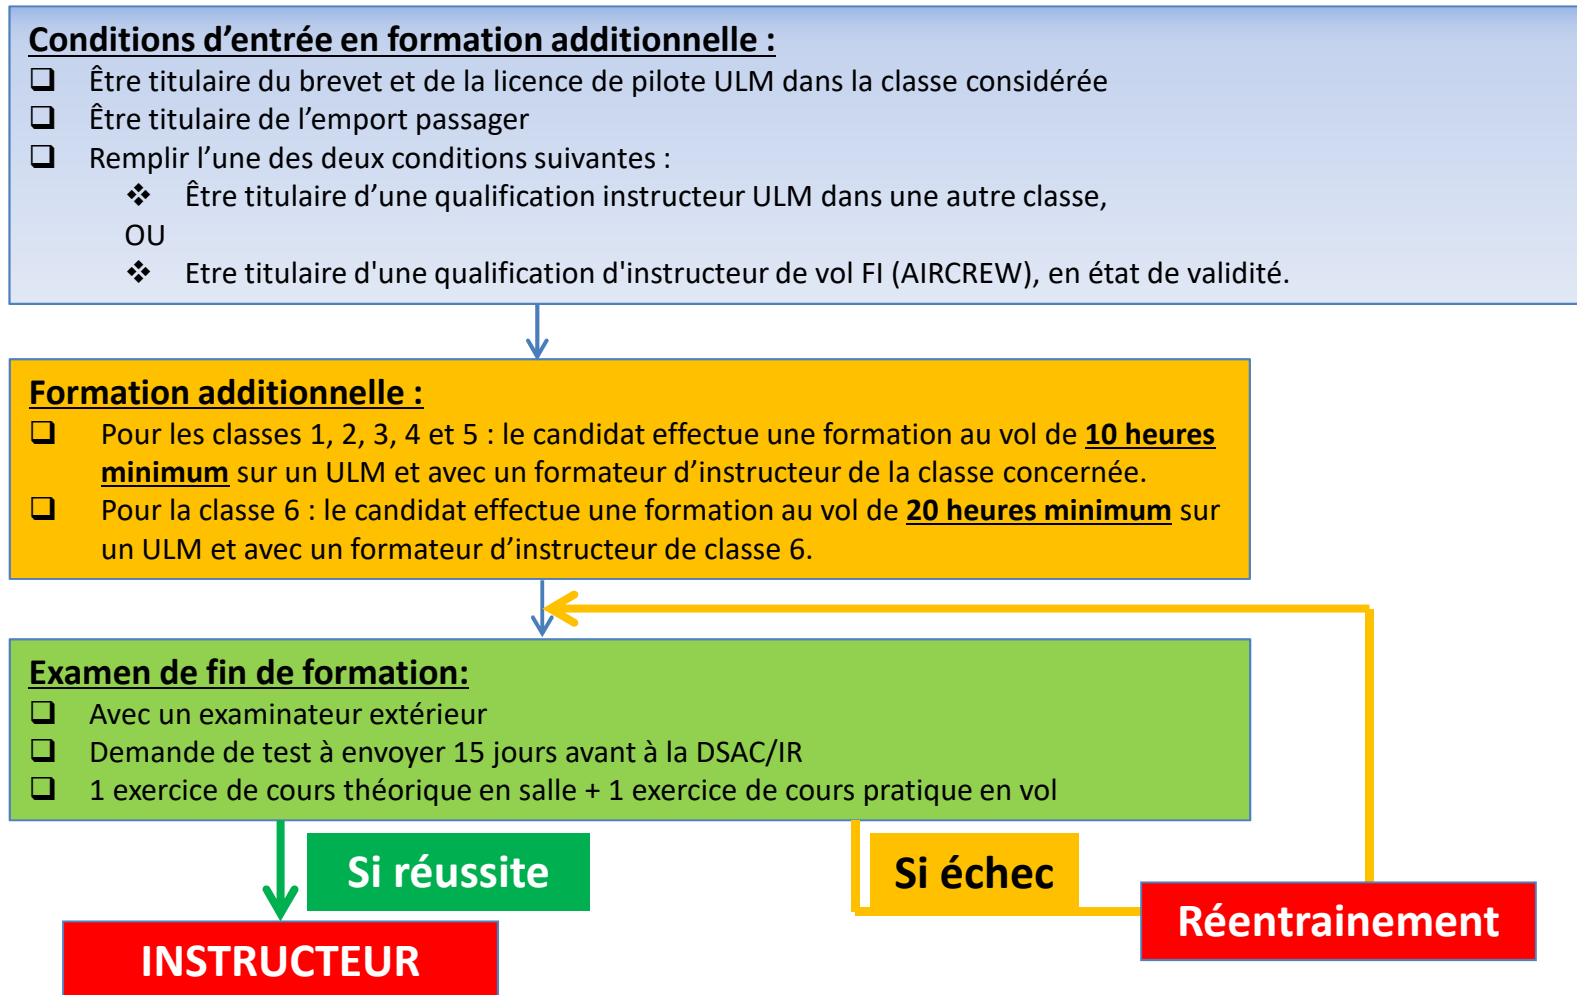 Conditions d’entrée en formation additionnelle :
❑ Être titulaire du brevet et de la licence de pilote ULM dans la classe considérée
❑ Être titulaire de l’emport passager
❑ Remplir l’une des deux conditions suivantes :
❖ Être titulaire d’une qualification instructeur ULM dans une autre classe,
OU
❖ Etre titulaire d'une qualification d'instructeur de vol FI (AIRCREW), en état de validité.
Formation additionnelle :
❑ Pour les classes 1, 2, 3, 4 et 5 : le candidat effectue une formation au vol de 10 heures
minimum sur un ULM et avec un formateur d’instructeur de la classe concernée.
❑ Pour la classe 6 : le candidat effectue une formation au vol de 20 heures minimum sur
un ULM et avec un formateur d’instructeur de classe 6.
Examen de fin de formation:
❑ Avec un examinateur extérieur
❑ Demande de test à envoyer 15 jours avant à la DSAC/IR
❑ 1 exercice de cours théorique en salle + 1 exercice de cours pratique en vol
Si réussite
Si échec
Réentrainement
INSTRUCTEUR